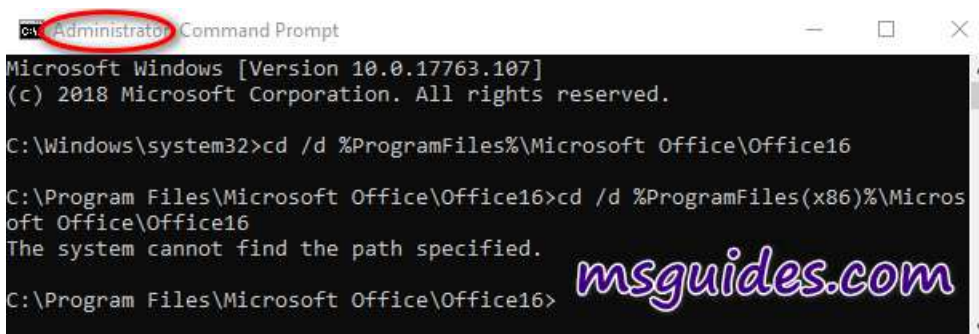 Administrator: Command Prompt
Microsoft Windows [Version 10.0.17763.107]
(c) 2018 Microsoft Corporation. All rights reserved.
C:\Windows\system32>cd /d %ProgramFiles%\Microsoft Office\Office16
C:\Program Files\Microsoft Office\Office16>cd /d %ProgramFiles(x86)%\Micros
oft Office\Office16
The system cannot find the path specified.
C:\Program Files\Microsoft Office\Office16>
msguides.com